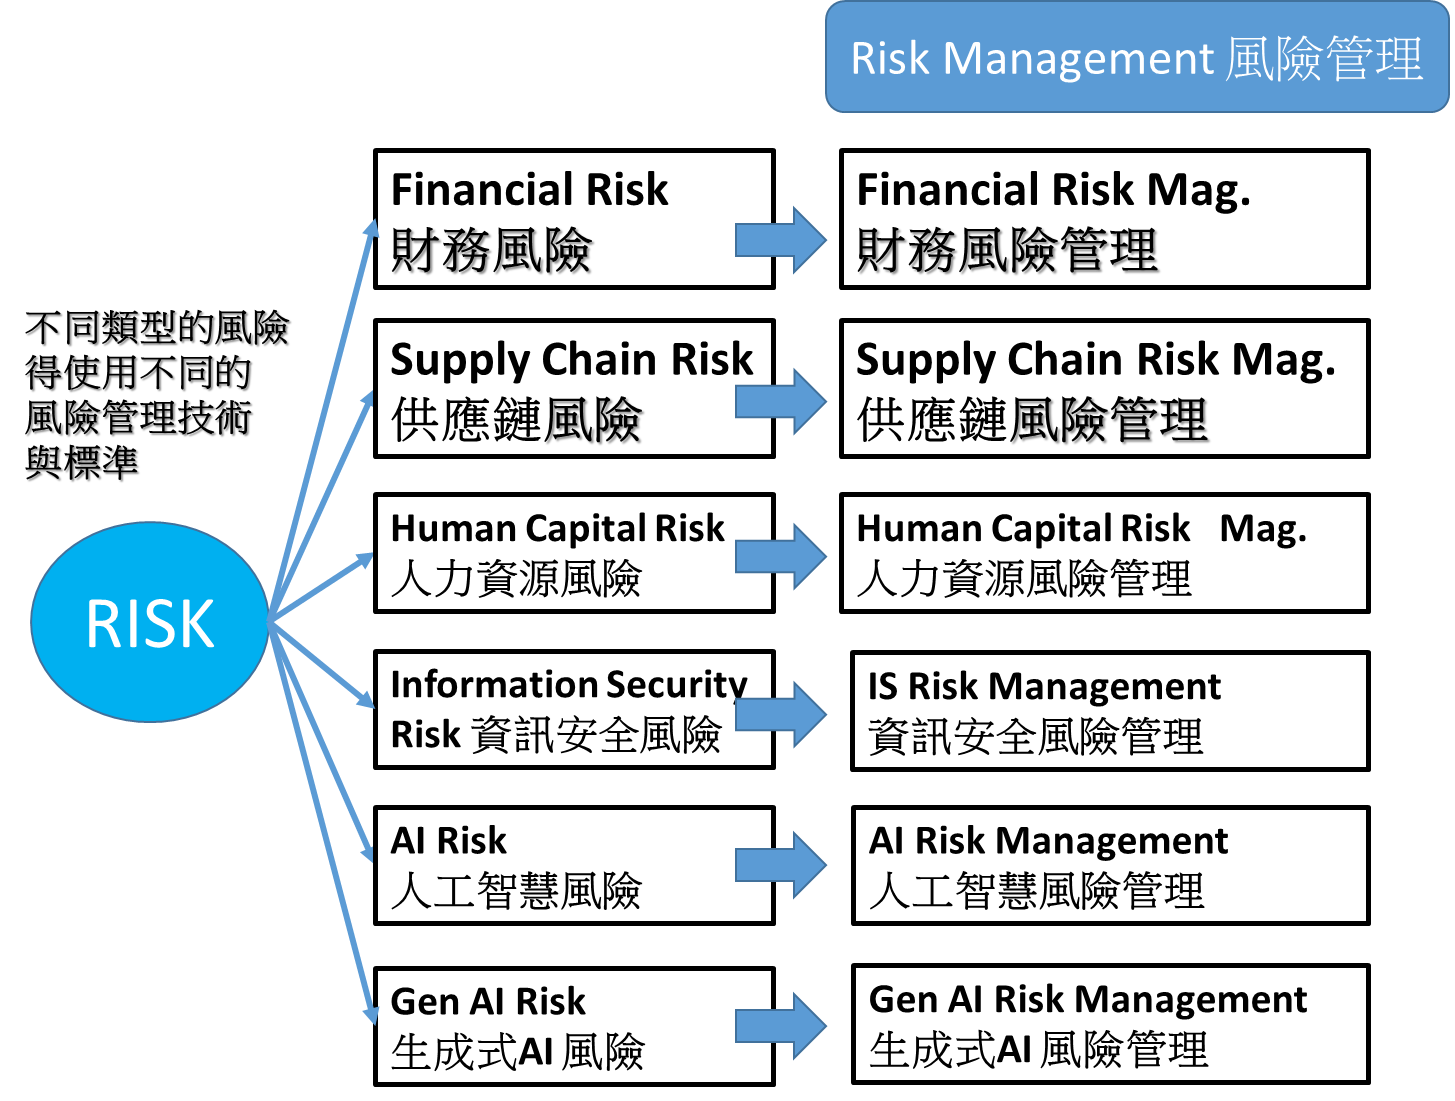 Risk Management 風險管理
Financial Risk
財務風險
Financial Risk Mag.
財務風險管理
不同類型的風險
得使用不同的
風險管理技術
與標準
Supply Chain Risk
供應鏈風險
Supply Chain Risk Mag.
供應鏈風險管理
RISK
Human Capital Risk
人力資源風險
Human Capital Risk Mag.
人力資源風險管理
Information Security
Risk 資訊安全風險
IS Risk Management
資訊安全風險管理
AI Risk
人工智慧風險
AI Risk Management
人工智慧風險管理
Gen AI Risk
生成式AI 風險
Gen AI Risk Management
生成式AI 風險管理